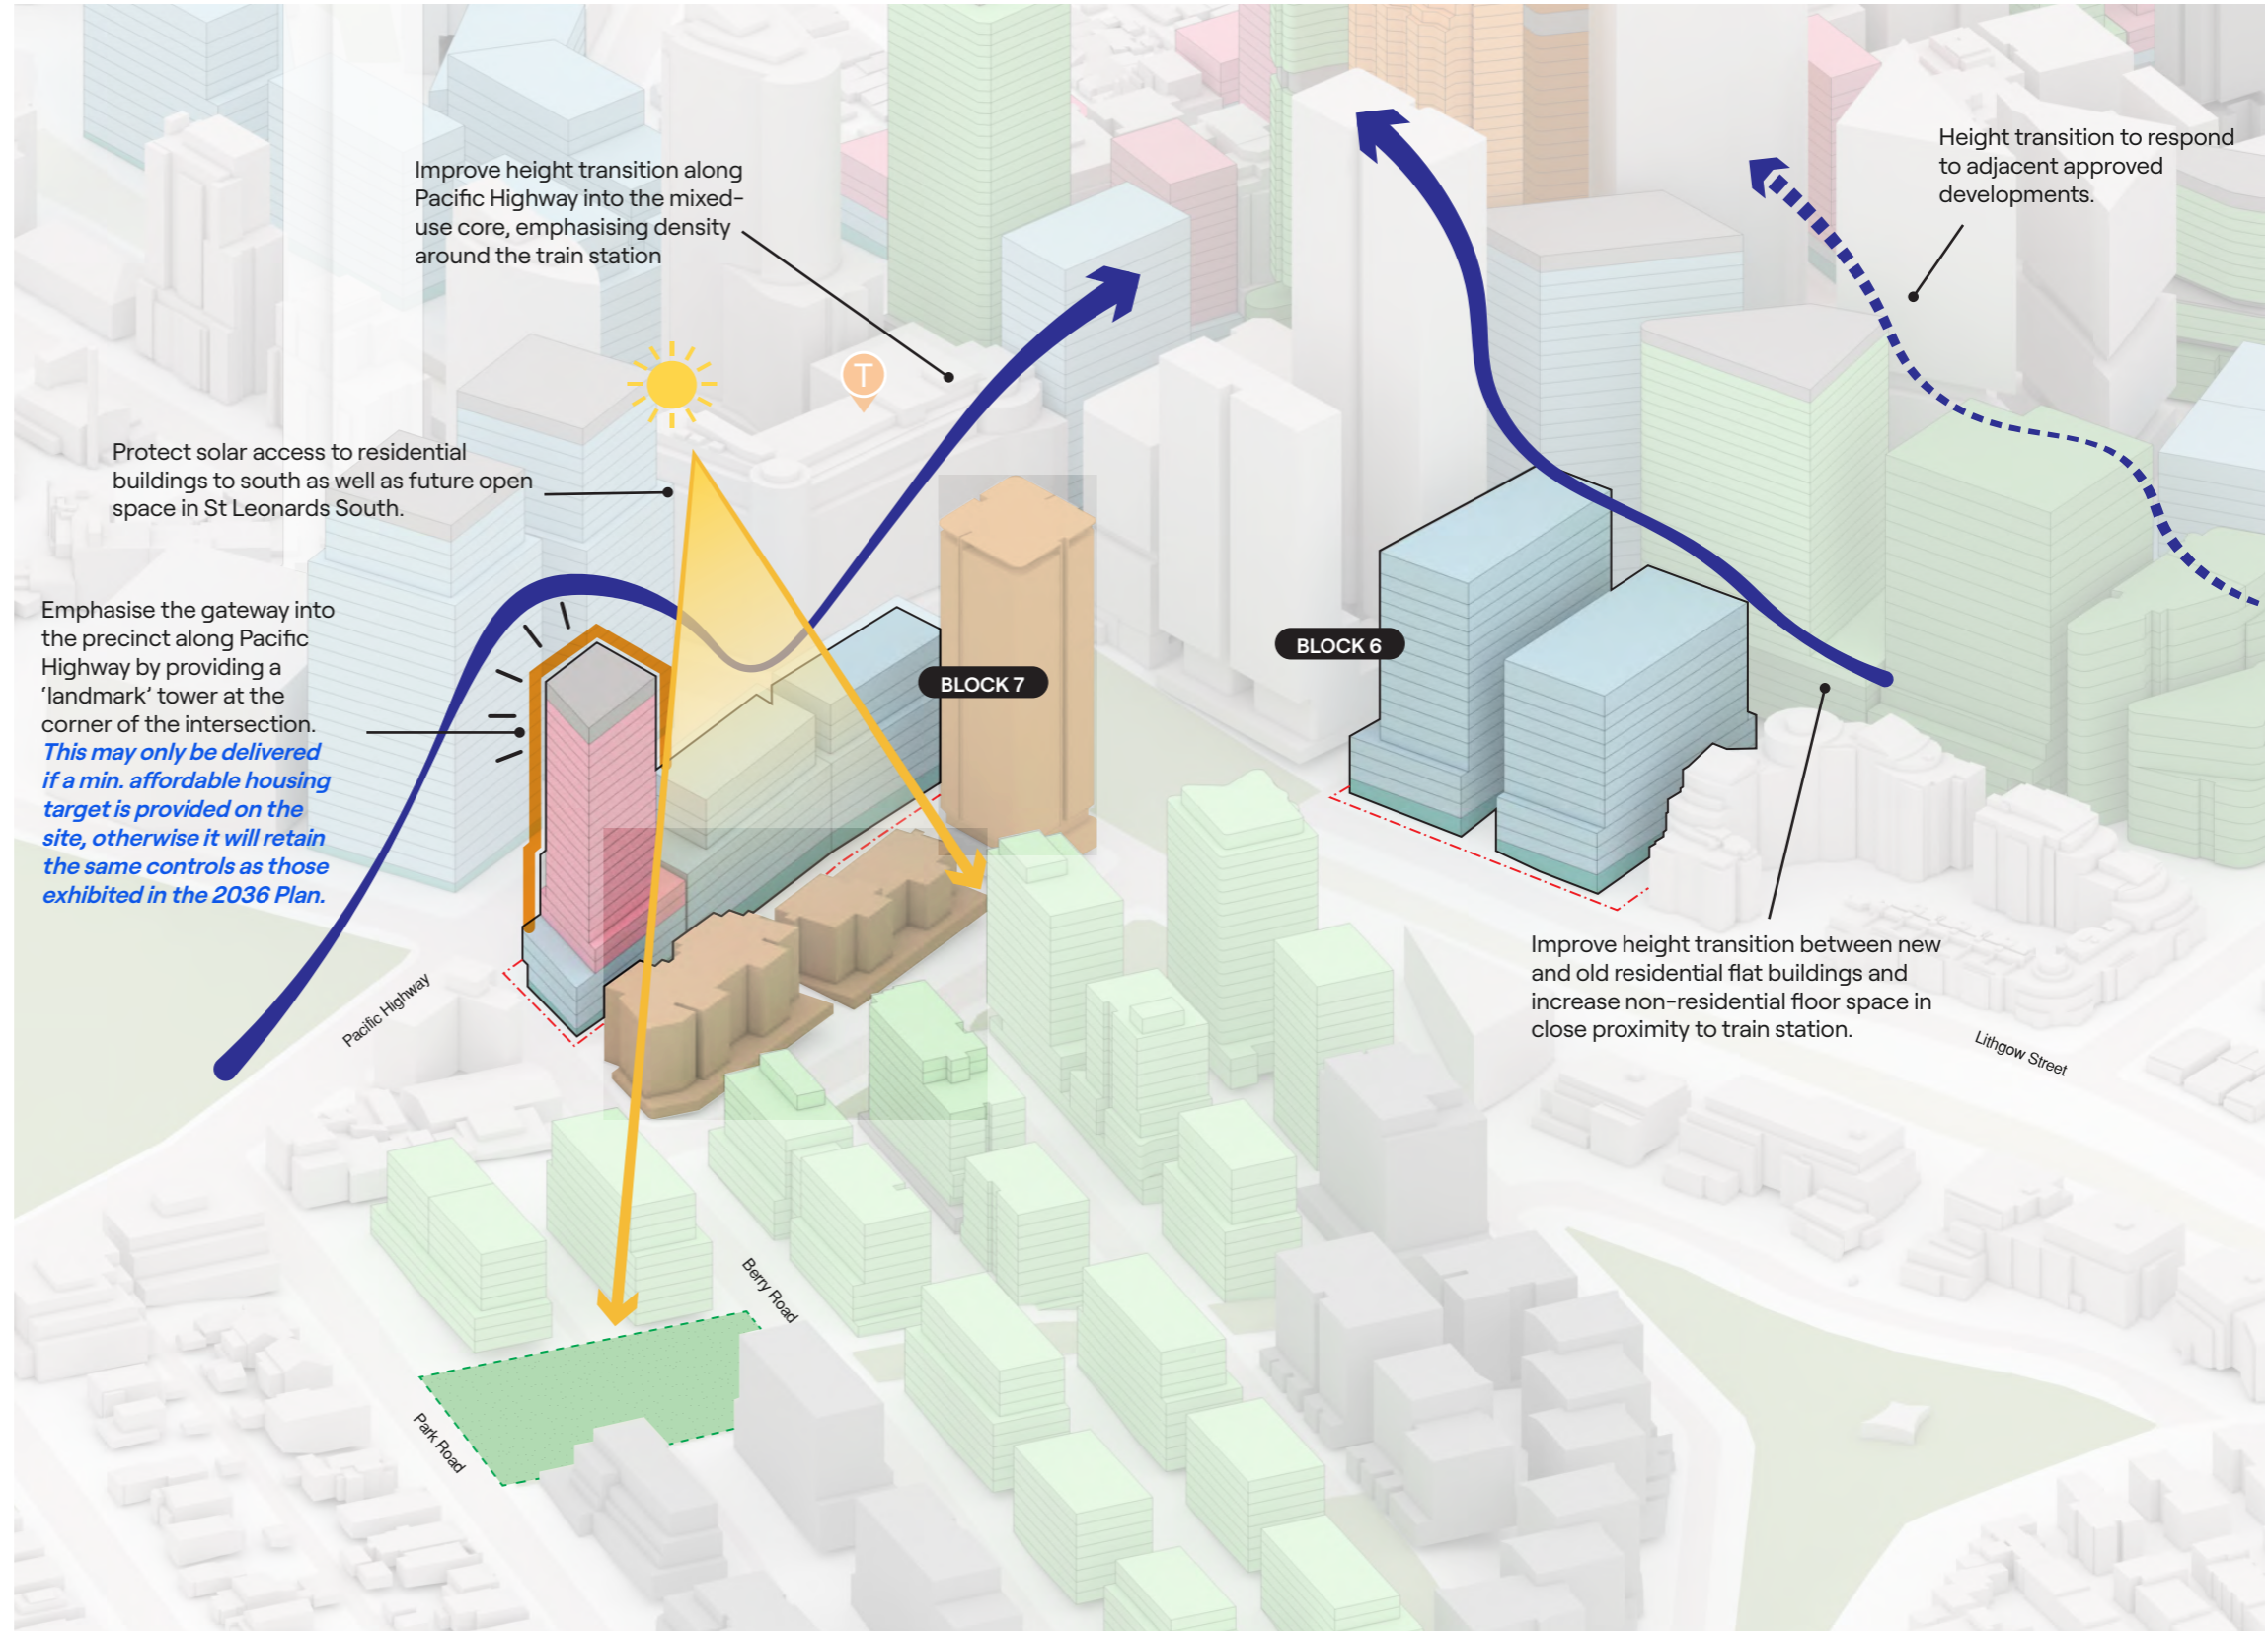 Height transition to respond
to adjacent approved
developments.
Improve height transition along
Pacific Highway into the mixed-
use core, emphasising density
around the train station
T
Protect solar access to residential
buildings to south as well as future open
space in St Leonards South.
Emphasise the gateway into
the precinct along Pacific
Highway by providing a
‘landmark’ tower at the
corner of the intersection.
This may only be delivered
if a min. affordable housing
target is provided on the
site, otherwise it will retain
the same controls as those
exhibited in the 2036 Plan.
BLOCK 6
BLOCK 7
Improve height transition between new
and old residential flat buildings and
increase non-residential floor space in
close proximity to train station.
Pacific Highway
Lithgow Street
Berry Road
Park Road